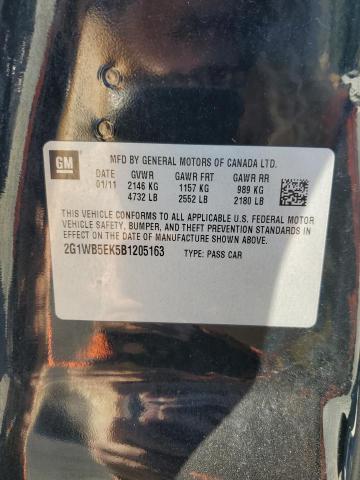 GM
MFD BY GENERAL MOTORS OF CANADA LTD.
DATE GVWR GAWR FRT GAWR RR
01/11 2146 KG 1157 KG 989 KG
4732 LB 2552 LB 2180 LB
THIS VEHICLE CONFORMS TO ALL APPLICABLE U.S. FEDERAL MOTOR
VEHICLE SAFETY, BUMPER, AND THEFT PREVENTION STANDARDS IN
EFFECT ON THE DATE OF MANUFACTURE SHOWN ABOVE.
2G1WB5EK5B1205163 TYPE: PASS CAR